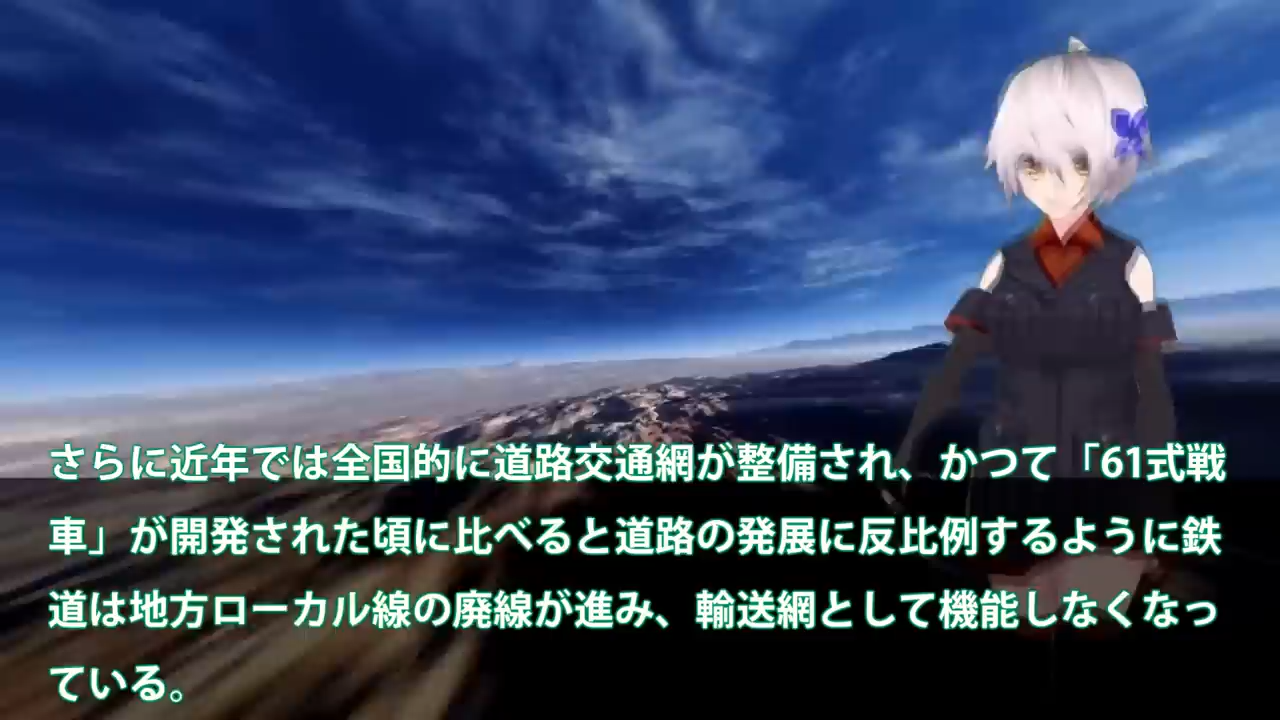 さらに近年では全国的に道路交通網が整備され、かつて「61式戦
車」が開発された頃に比べると道路の発展に反比例するように鉄
道は地方ローカル線の廃線が進み、輸送網として機能しなくなっ
ている。